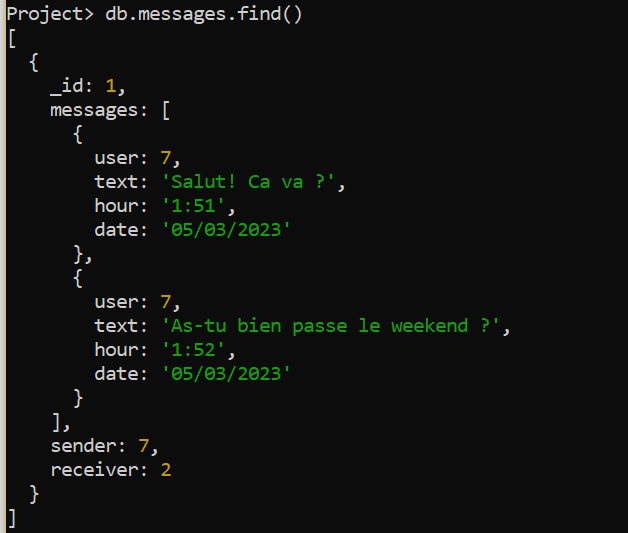 Project> db.messages.find()
[
  {
    _id: 1,
    messages: [
      {
        user: 7,
        text: 'Salut! Ca va ?',
        hour: '1:51',
        date: '05/03/2023'
      },
      {
        user: 7,
        text: 'As-tu bien passe le weekend ?',
        hour: '1:52',
        date: '05/03/2023'
      }
    ],
    sender: 7,
    receiver: 2
  }
]